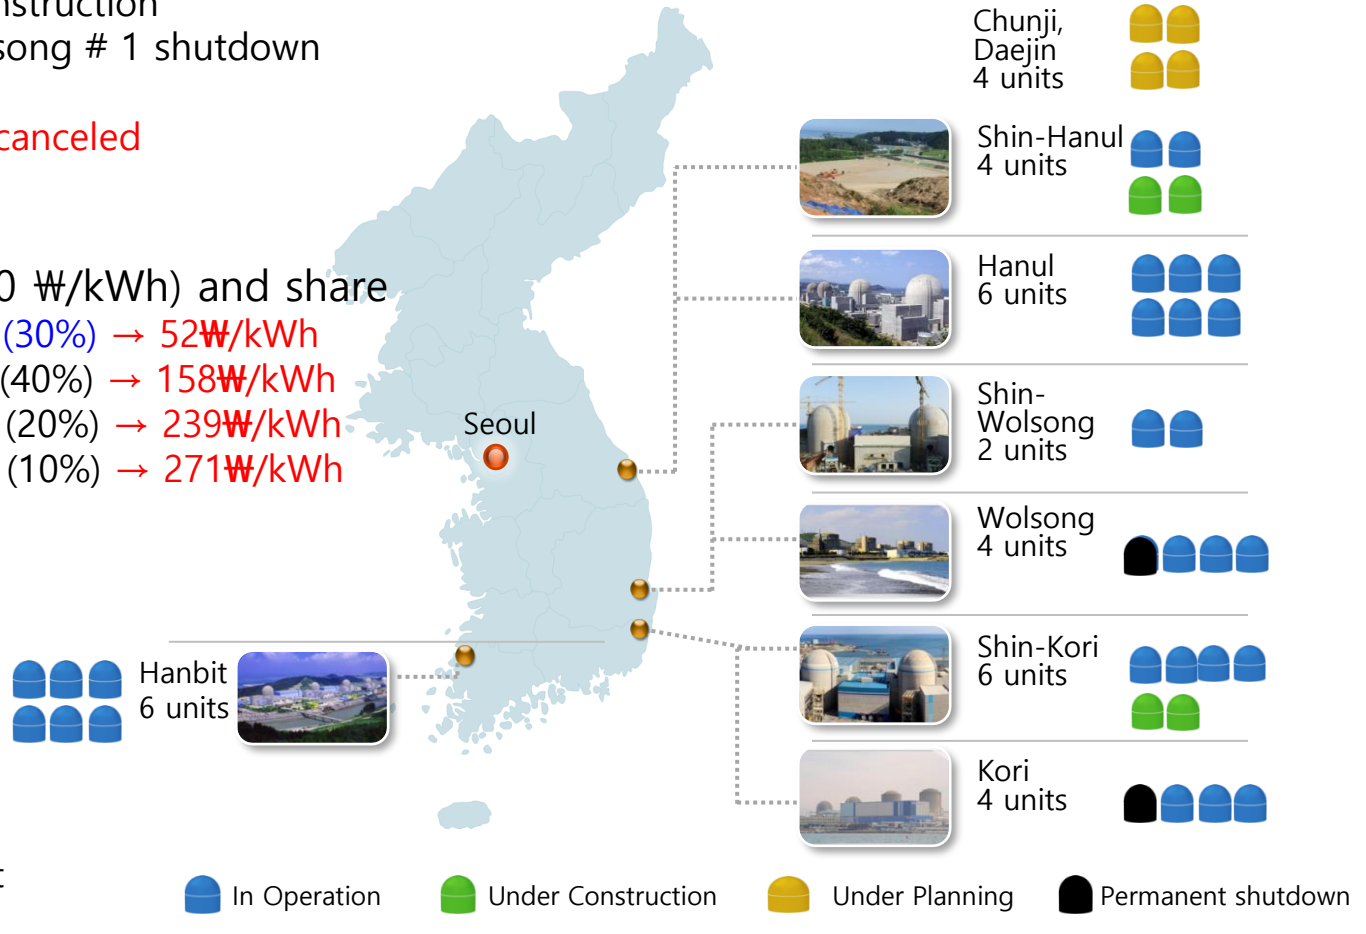 nstruction
song # 1 shutdown
canceled
0 ₩/kWh) and share
(30%) → 52₩/kWh
(40%) → 158₩/kWh
(20%) → 239₩/kWh
(10%) → 271₩/kWh
Seoul
Chunji,
Daejin
4 units
Shin-Hanul
4 units
Hanul
6 units
Shin-
Wolsong
2 units
Wolsong
4 units
Shin-Kori
6 units
Kori
4 units
Hanbit
6 units
t
In Operation
Under Construction
Under Planning
Permanent shutdown